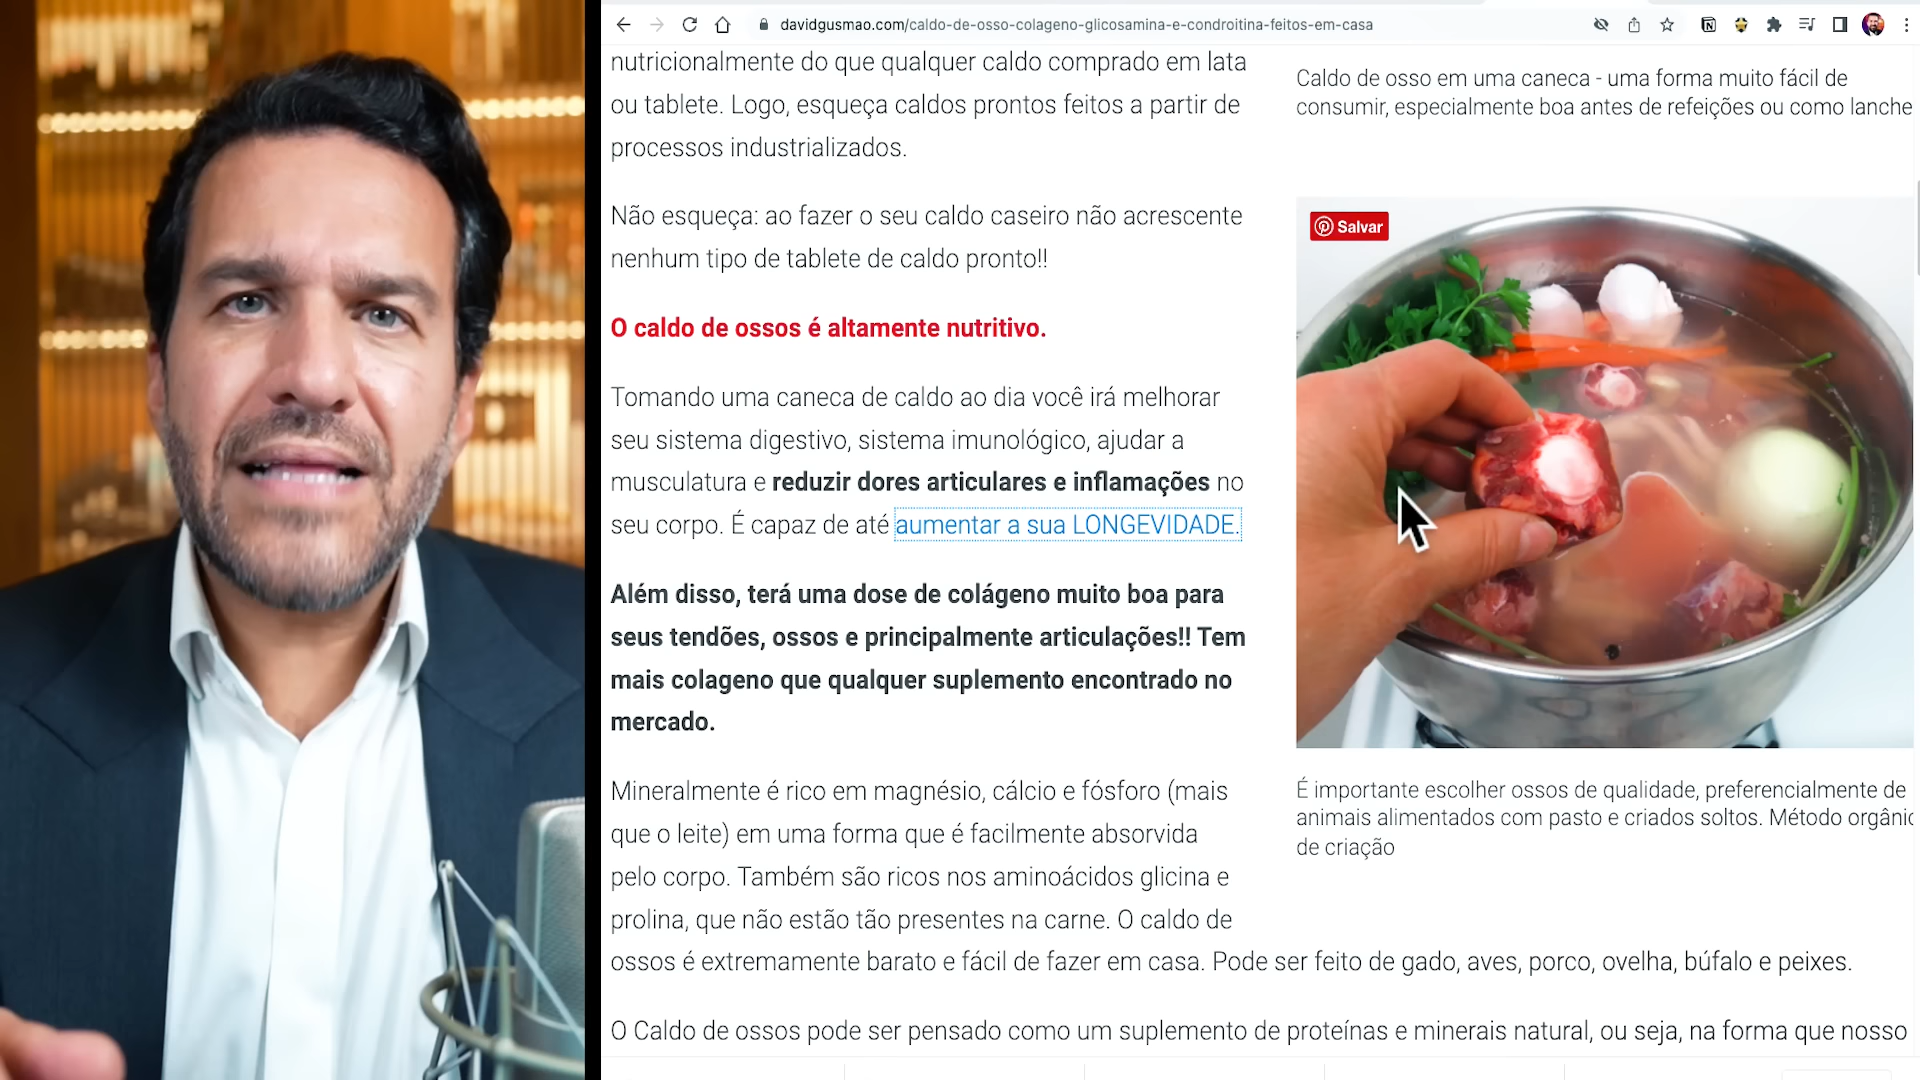 davidgusmao.com/caldo-de-osso-colageno-glicosamina-e-condroitina-feitos-em-casa
nutricionalmente do que qualquer caldo comprado em lata
ou tablete. Logo, esqueça caldos prontos feitos a partir de
processos industrializados.
Não esqueça: ao fazer o seu caldo caseiro não acrescente
nenhum tipo de tablete de caldo pronto!!
O caldo de ossos é altamente nutritivo.
Tomando uma caneca de caldo ao dia você irá melhorar
seu sistema digestivo, sistema imunológico, ajudar a
musculatura e reduzir dores articulares e inflamações no
seu corpo. É capaz de até aumentar a sua LONGEVIDADE.
Além disso, terá uma dose de colágeno muito boa para
seus tendões, ossos e principalmente articulações!! Tem
mais colageno que qualquer suplemento encontrado no
mercado.
Mineralmente é rico em magnésio, cálcio e fósforo (mais
que o leite) em uma forma que é facilmente absorvida
pelo corpo. Também são ricos nos aminoácidos glicina e
prolina, que não estão tão presentes na carne. O caldo de
ossos é extremamente barato e fácil de fazer em casa. Pode ser feito de gado, aves, porco, ovelha, búfalo e peixes.
O Caldo de ossos pode ser pensado como um suplemento de proteínas e minerais natural, ou seja, na forma que nosso
Caldo de osso em uma caneca - uma forma muito fácil de
consumir, especialmente boa antes de refeições ou como lanche
Salvar
É importante escolher ossos de qualidade, preferencialmente de
animais alimentados com pasto e criados soltos. Método orgânic
de criação